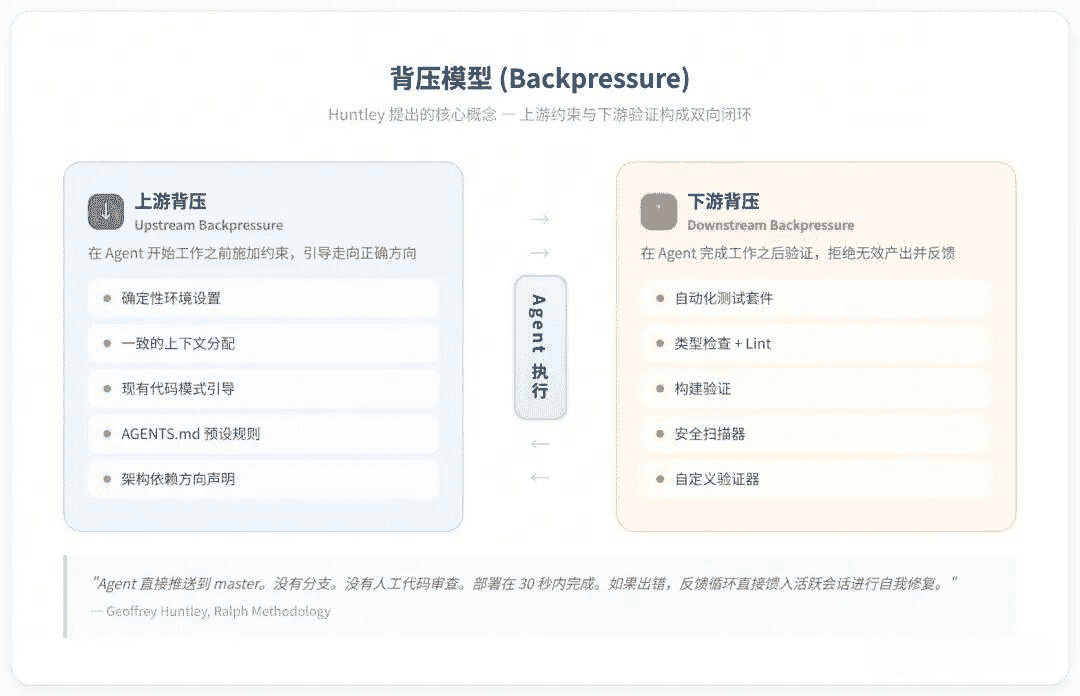 背压模型 (Backpressure)
Huntley 提出的核心概念 — 上游约束与下游验证构成双向闭环
↓
上游背压
Upstream Backpressure
在 Agent 开始工作之前施加约束，引导走向正确方向
确定性环境设置
一致的上下文分配
现有代码模式引导
AGENTS.md 预设规则
架构依赖方向声明
→
→
Agent 执行
←
←
下游背压
Downstream Backpressure
在 Agent 完成工作之后验证，拒绝无效产出并反馈
自动化测试套件
类型检查 + Lint
构建验证
安全扫描器
自定义验证器
"Agent 直接推送到 master。没有分支。没有人工代码审查。部署在 30 秒内完成。如果出错，反馈循环直接馈入活跃会话进行自我修复。"
— Geoffrey Huntley, Ralph Methodology